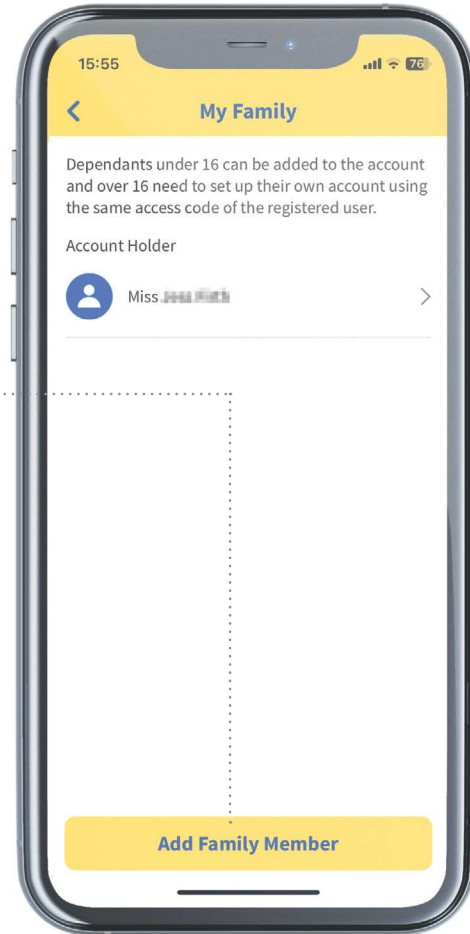 15:55
76
My Family
Dependants under 16 can be added to the account
and over 16 need to set up their own account using
the same access code of the registered user.
Account Holder
Miss
Add Family Member